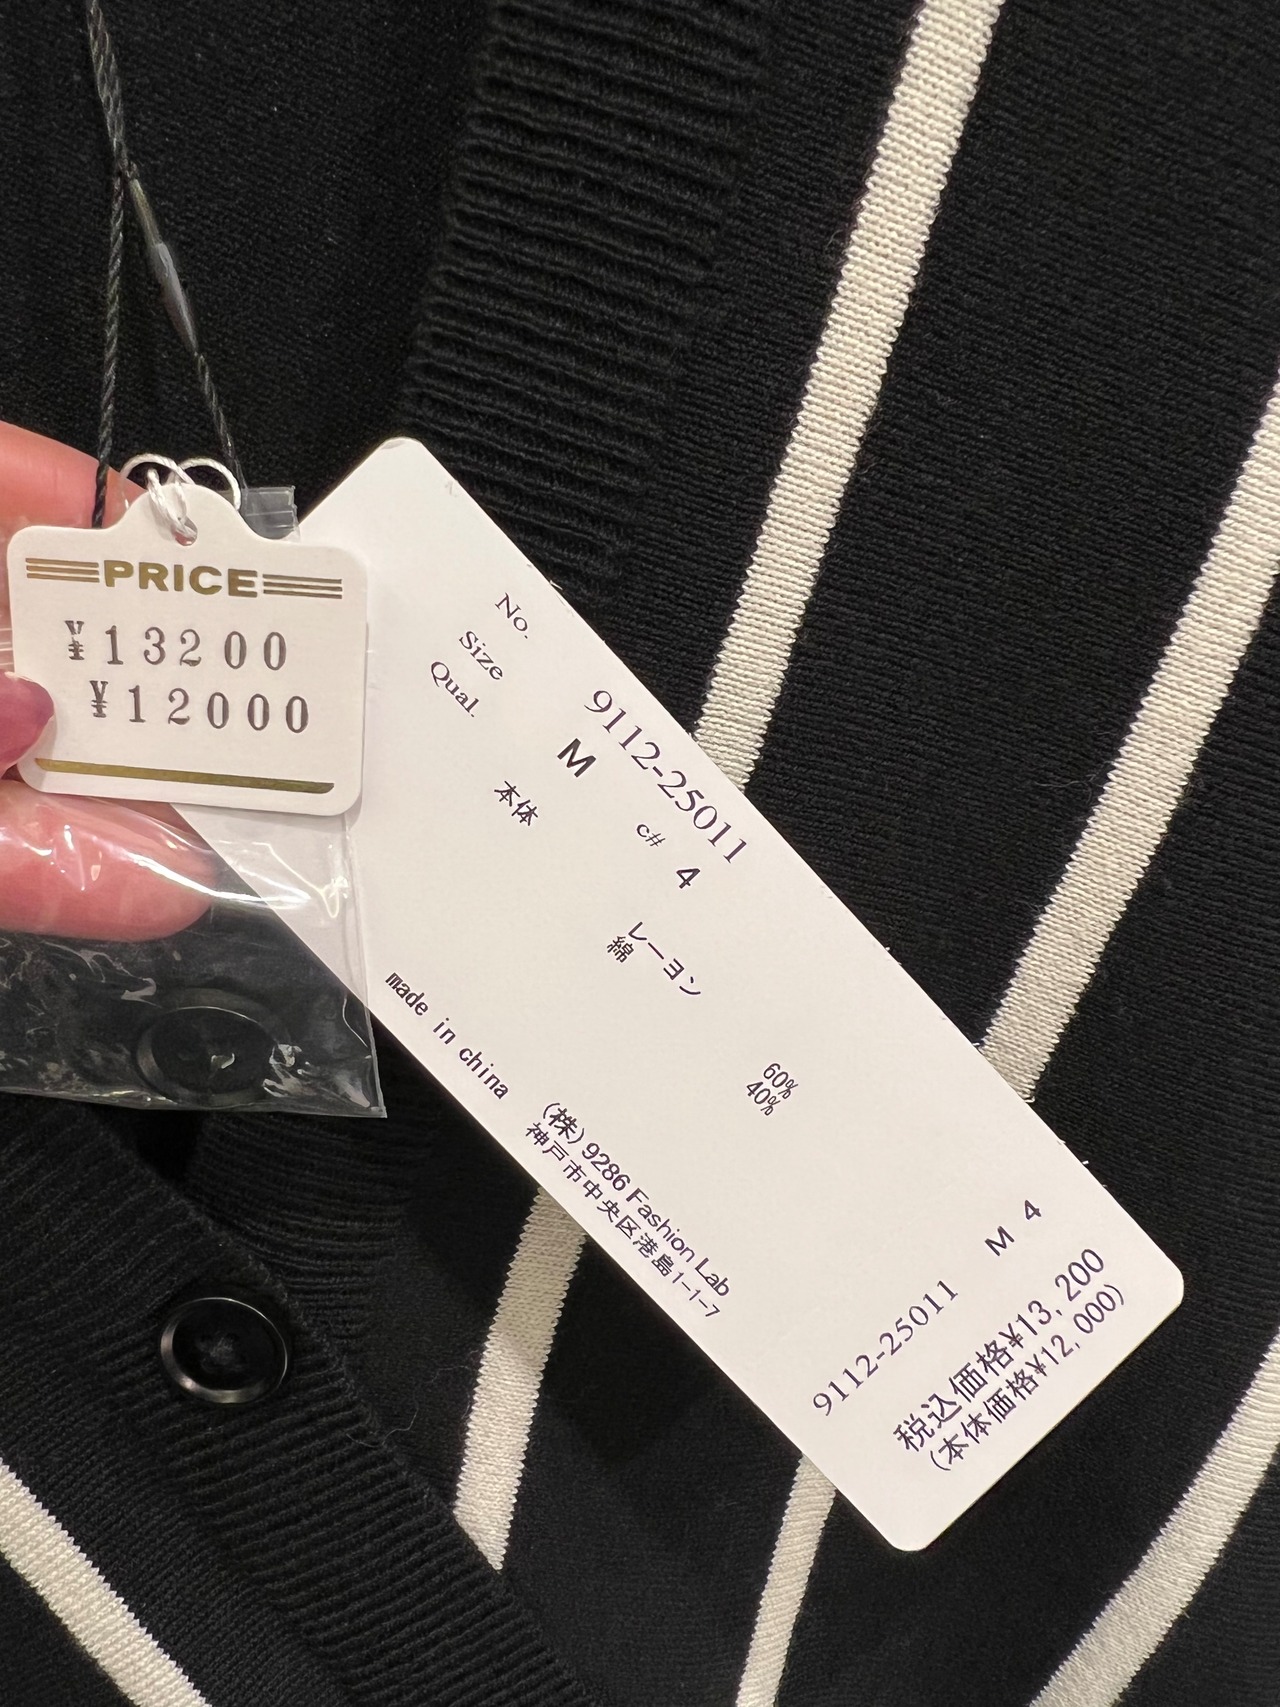 PRICE
¥13200
¥12000
No. 9112-25011
Size M c# 4
Qual.
本体
レーヨン 60%
綿 40%
made in china
(株)9286 Fashion Lab
神戸市中央区港島1-1-7
M 4
9112-25011
税込価格¥13,200
(本体価格¥12,000)